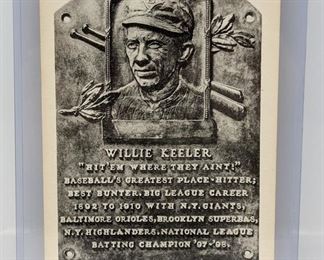 WILLIE KEELER
"HIT'EM WHERE THEY AIN'T!"
BASEBALL'S GREATEST PLACE-HITTER;
BEST BUNTER. BIG LEAGUE CAREER
1892 TO 1910 WITH N.Y. GIANTS,
BALTIMORE ORIOLES, BROOKLYN SUPERBAS,
N.Y. HIGHLANDERS. NATIONAL LEAGUE
BATTING CHAMPION '97-'98.